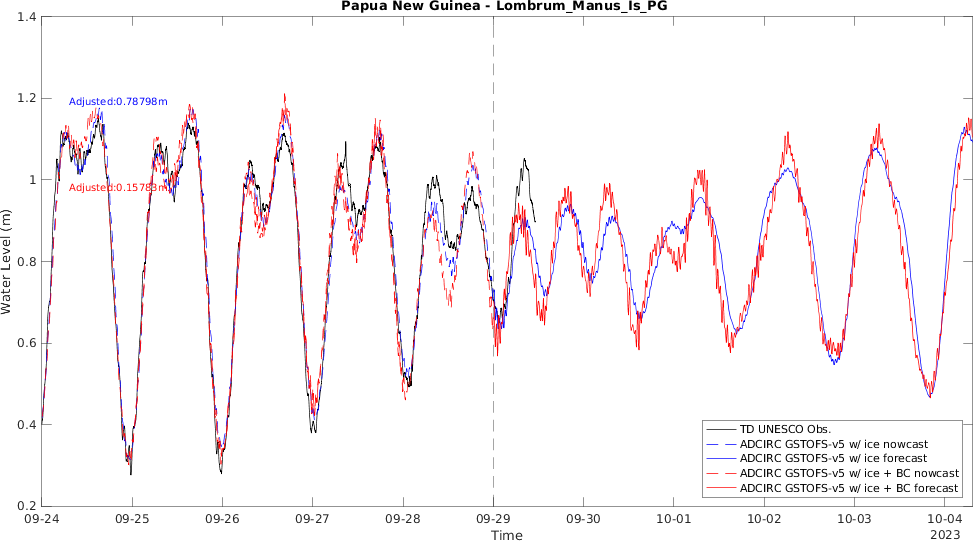 Papua New Guinea - Lombrum_Manus_Is_PG
1.4
1.2
1
0.8
0.6
0.4
0.2
Water Level (m)
Adjusted:0.78798m
Adjusted:0.15783m
TD UNESCO Obs.
ADCIRC GSTOFS-v5 w/ ice nowcast
ADCIRC GSTOFS-v5 w/ ice forecast
ADCIRC GSTOFS-v5 w/ ice + BC nowcast
ADCIRC GSTOFS-v5 w/ ice + BC forecast
09-24 09-25 09-26 09-27 09-28 09-29 09-30 10-01 10-02 10-03 10-04
Time
2023